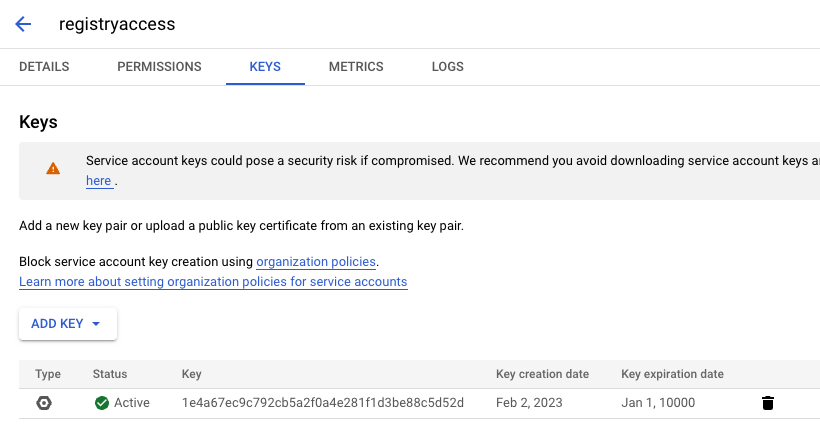 registryaccess
DETAILS PERMISSIONS KEYS METRICS LOGS
Keys
Service account keys could pose a security risk if compromised. We recommend you avoid downloading service account keys
here .
Add a new key pair or upload a public key certificate from an existing key pair.
Block service account key creation using organization policies.
Learn more about setting organization policies for service accounts
ADD KEY
Type Status Key Key creation date Key expiration date
Active 1e4a67ec9c792cb5a2f0a4e281f1d3be88c5d52d Feb 2, 2023 Jan 1, 10000